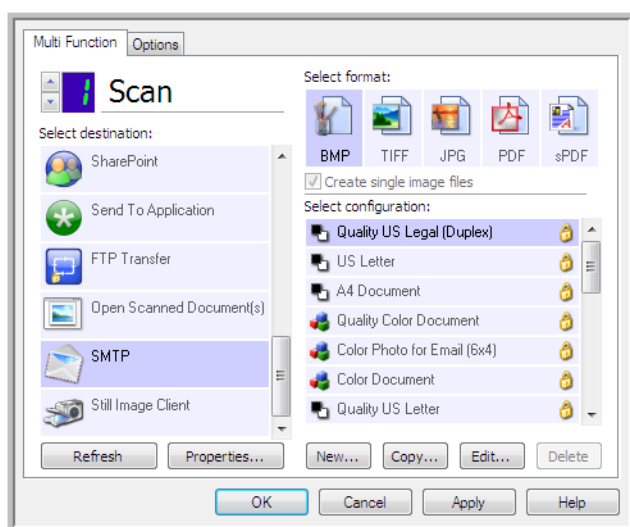 Multi Function
Options
1
Scan
Select destination:
SharePoint
Send To Application
FTP Transfer
Open Scanned Document(s)
SMTP
Still Image Client
Refresh
Properties...
Select format:
BMP
TIFF
JPG
PDF
sPDF
Create single image files
Select configuration:
Quality US Legal (Duplex)
US Letter
A4 Document
Quality Color Document
Color Photo for Email (6x4)
Color Document
Quality US Letter
New...
Copy...
Edit...
Delete
OK
Cancel
Apply
Help